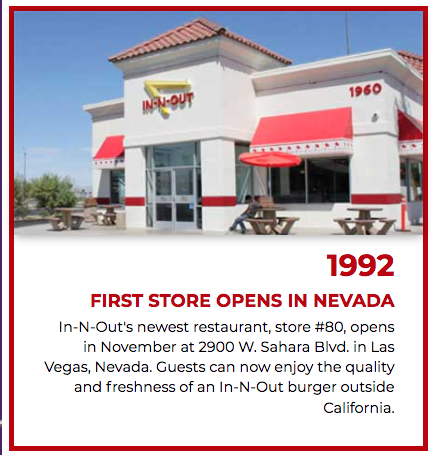 IN-N-OUT
1960
1992
FIRST STORE OPENS IN NEVADA
In-N-Out's newest restaurant, store #80, opens
in November at 2900 W. Sahara Blvd. in Las
Vegas, Nevada. Guests can now enjoy the quality
and freshness of an In-N-Out burger outside
California.